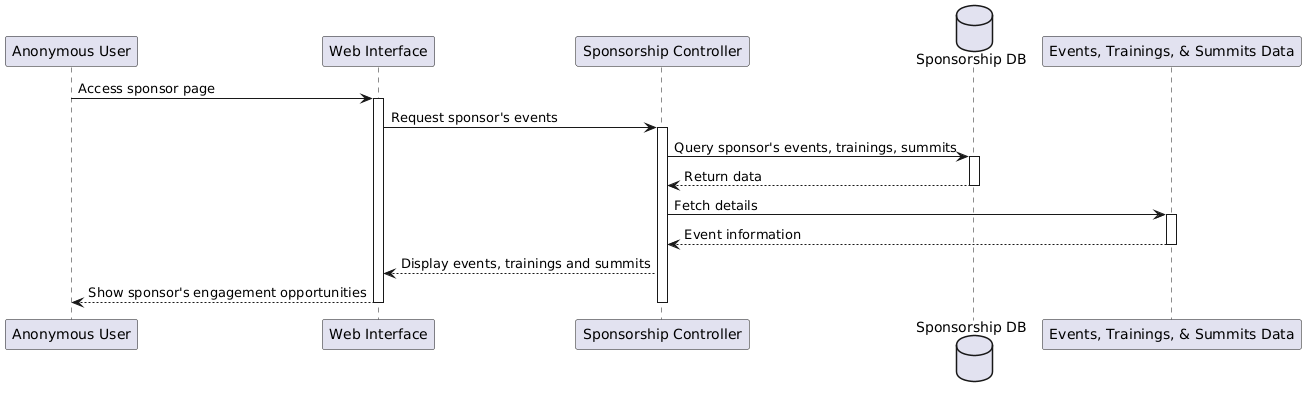 Anonymous User
Web Interface
Sponsorship Controller
Sponsorship DB
Events, Trainings, & Summits Data
Access sponsor page
Request sponsor's events
Query sponsor's events, trainings, summits
Return data
Fetch details
Event information
Display events, trainings and summits
Show sponsor's engagement opportunities
Anonymous User
Web Interface
Sponsorship Controller
Sponsorship DB
Events, Trainings, & Summits Data